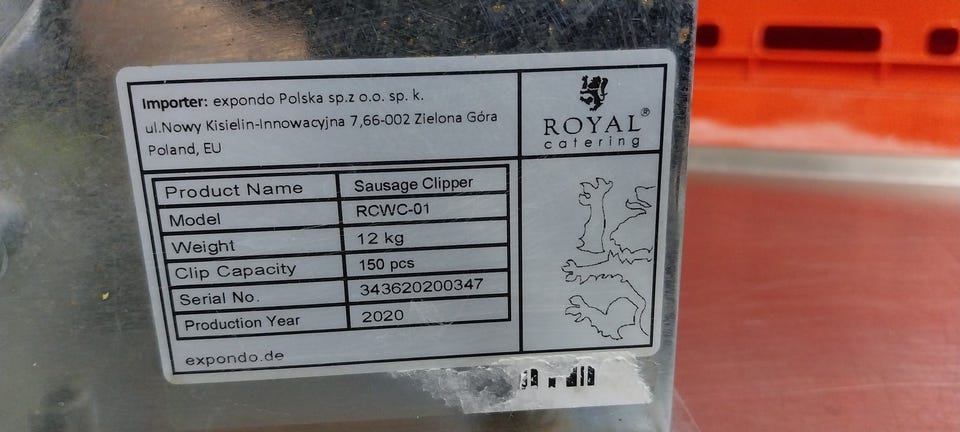 Importer: expondo Polska sp.z o.o. sp. k.
ul.Nowy Kisielin-Innowacyjna 7,66-002 Zielona Góra
Poland, EU
ROYAL®
catering
Product Name Sausage Clipper
Model RCWC-01
Weight 12 kg
Clip Capacity 150 pcs
Serial No. 343620200347
Production Year 2020
expondo.de